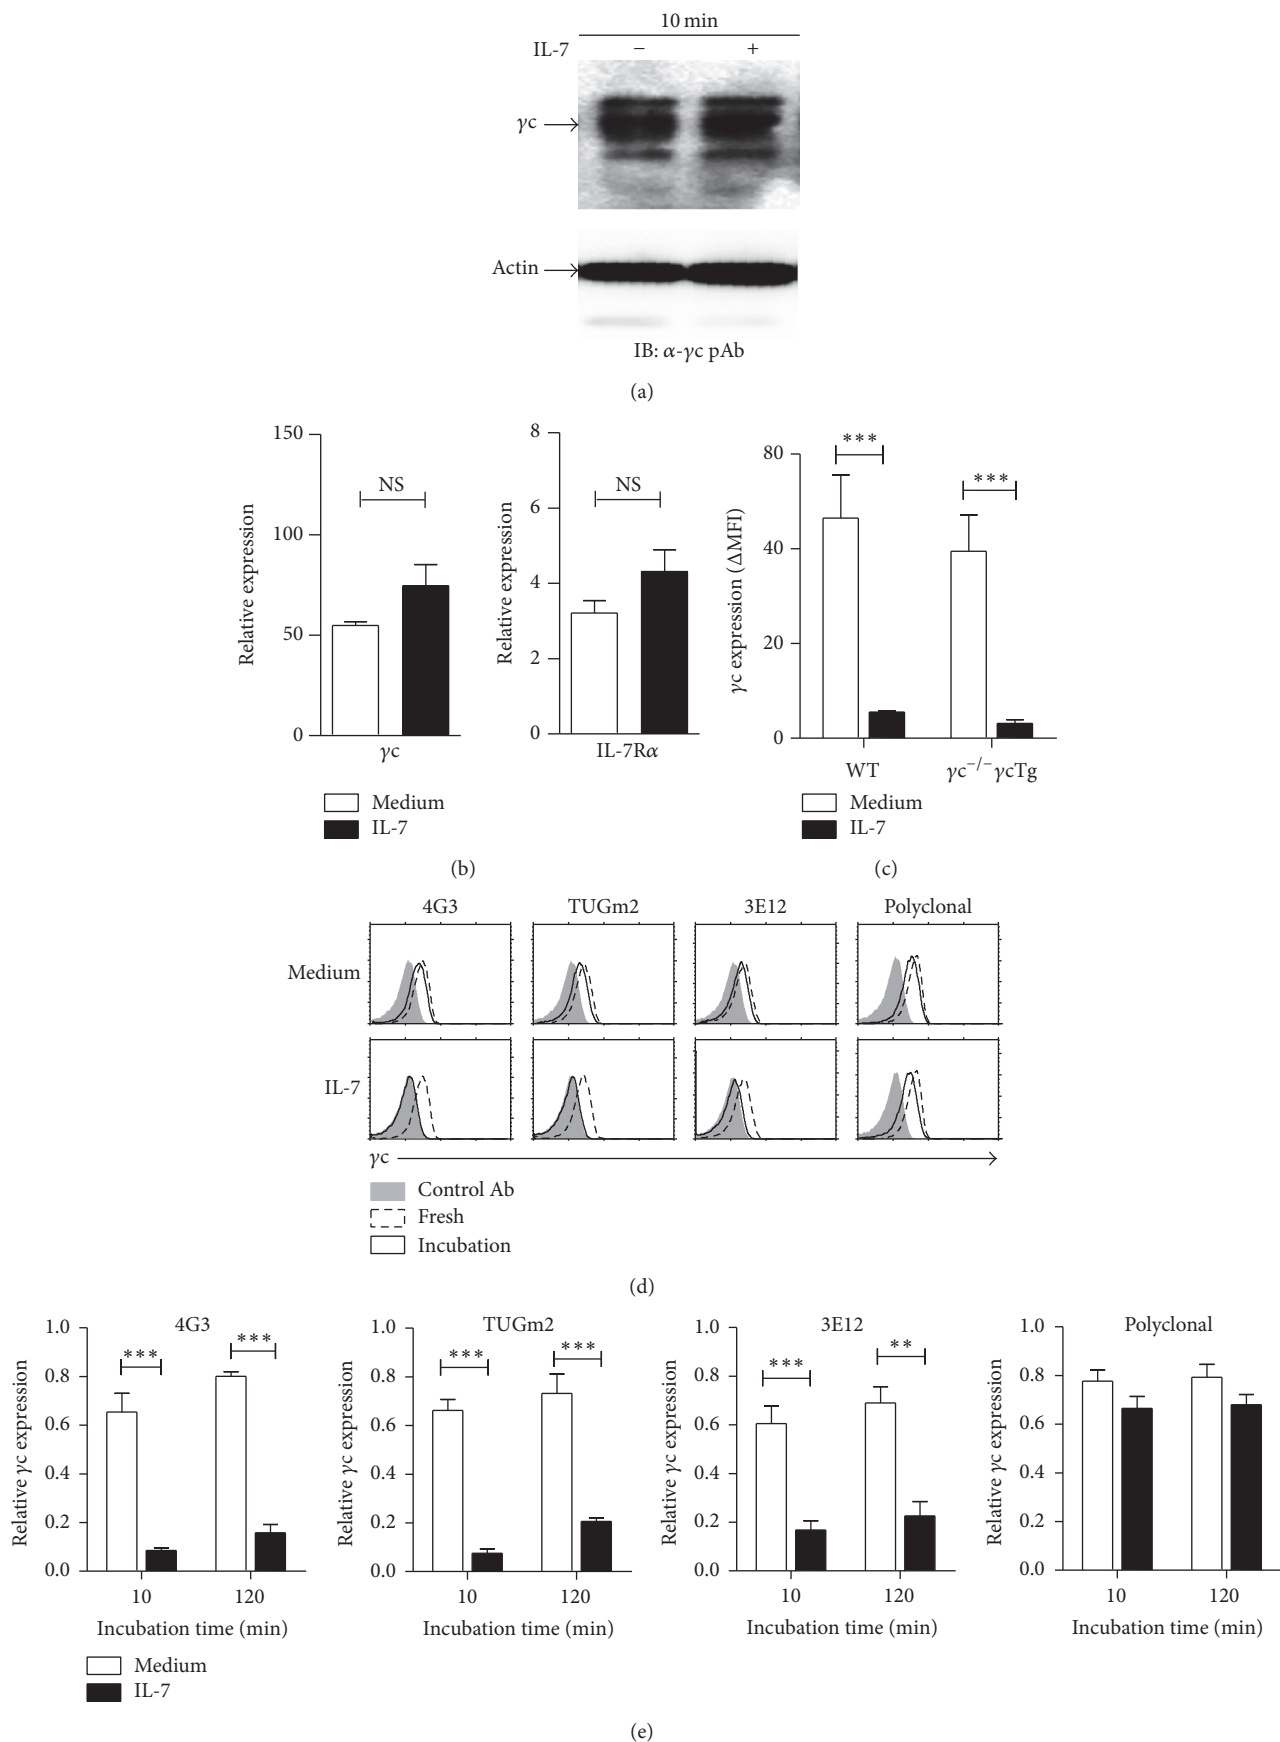 10 min
IL-7 − +
γc
Actin
IB: α-γc pAb
(a)
150
100
50
0
Relative expression
NS
γc
8
6
4
2
0
Relative expression
NS
IL-7Rα
Medium
IL-7
(b)
80
40
20
0
γc expression (ΔMFI)
***
***
WT
γc−/− γcTg
Medium
IL-7
(c)
4G3 TUGm2 3E12 Polyclonal
Medium
IL-7
γc
Control Ab
Fresh
Incubation
(d)
4G3
1.0
0.8
0.6
0.4
0.2
0.0
Relative γc expression
***
***
10 120
Incubation time (min)
TUGm2
1.0
0.8
0.6
0.4
0.2
0.0
Relative γc expression
***
***
10 120
Incubation time (min)
3E12
1.0
0.8
0.6
0.4
0.2
0.0
Relative γc expression
***
**
10 120
Incubation time (min)
Polyclonal
1.0
0.8
0.6
0.4
0.2
0.0
Relative γc expression
10 120
Incubation time (min)
Medium
IL-7
(e)